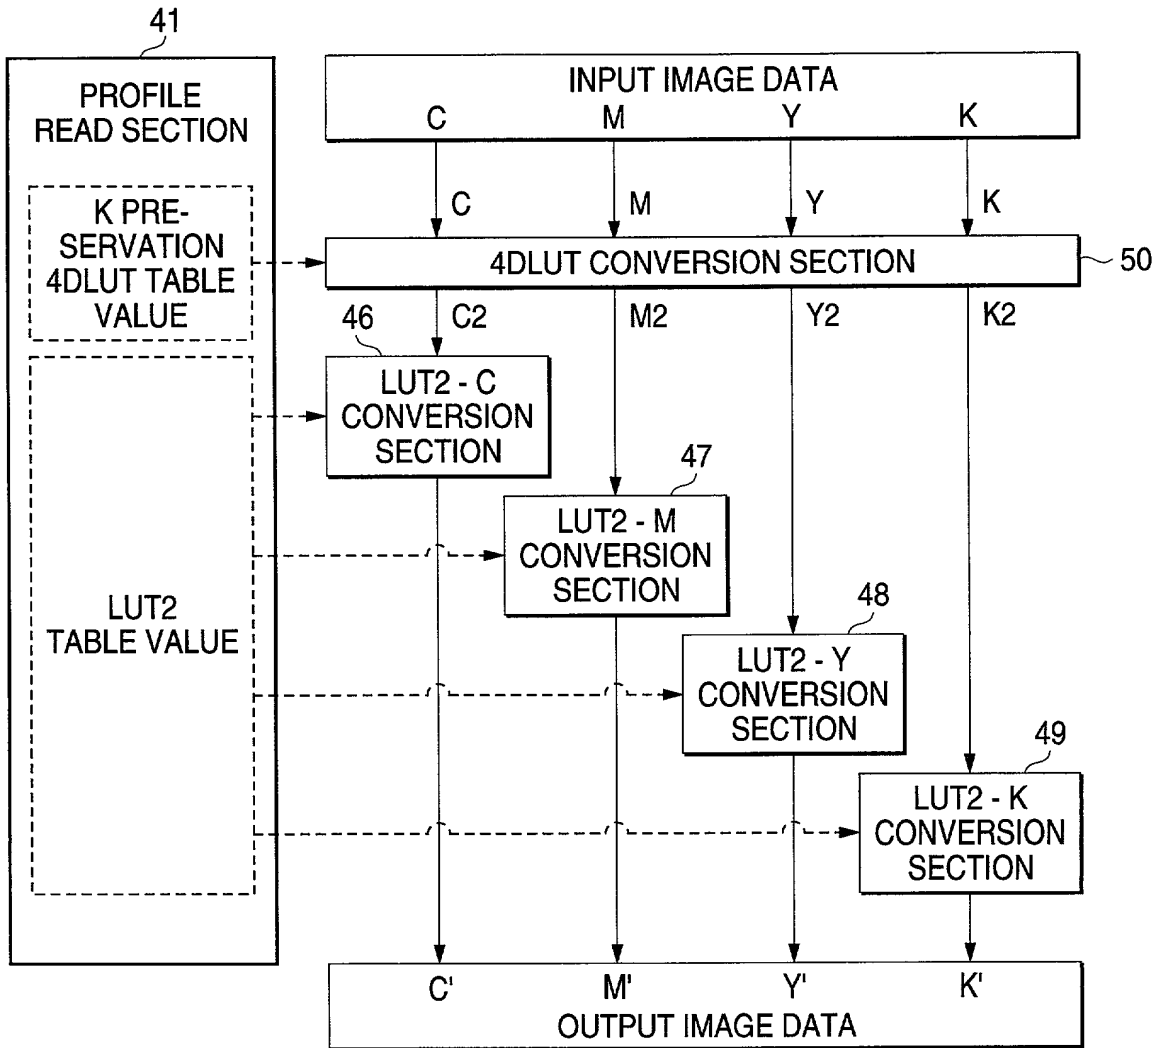 41
PROFILE
READ SECTION
INPUT IMAGE DATA
C M Y K
C M Y K
K PRE-
SERVATION
4DLUT TABLE
VALUE
4DLUT CONVERSION SECTION
50
C2 M2 Y2 K2
46
LUT2 - C
CONVERSION
SECTION
47
LUT2 - M
CONVERSION
SECTION
LUT2
TABLE VALUE
48
LUT2 - Y
CONVERSION
SECTION
49
LUT2 - K
CONVERSION
SECTION
C' M' Y' K'
OUTPUT IMAGE DATA